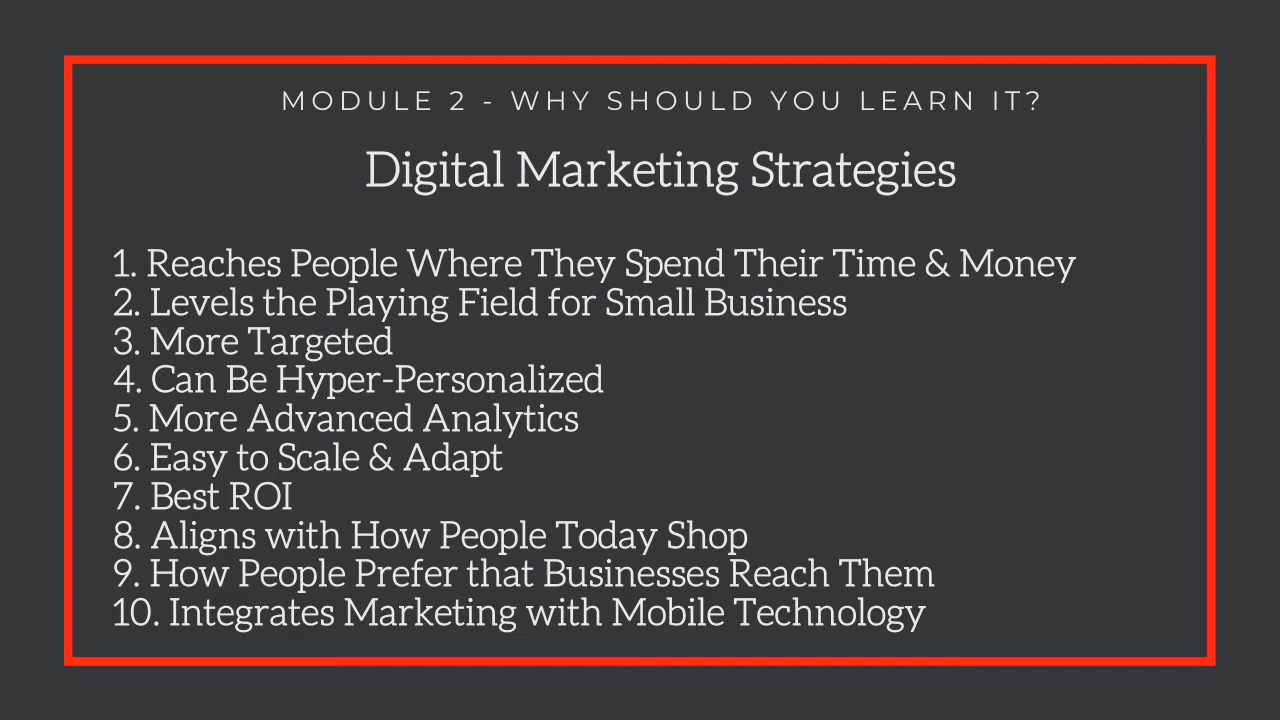 MODULE 2 - WHY SHOULD YOU LEARN IT?
Digital Marketing Strategies
1. Reaches People Where They Spend Their Time & Money
2. Levels the Playing Field for Small Business
3. More Targeted
4. Can Be Hyper-Personalized
5. More Advanced Analytics
6. Easy to Scale & Adapt
7. Best ROI
8. Aligns with How People Today Shop
9. How People Prefer that Businesses Reach Them
10. Integrates Marketing with Mobile Technology